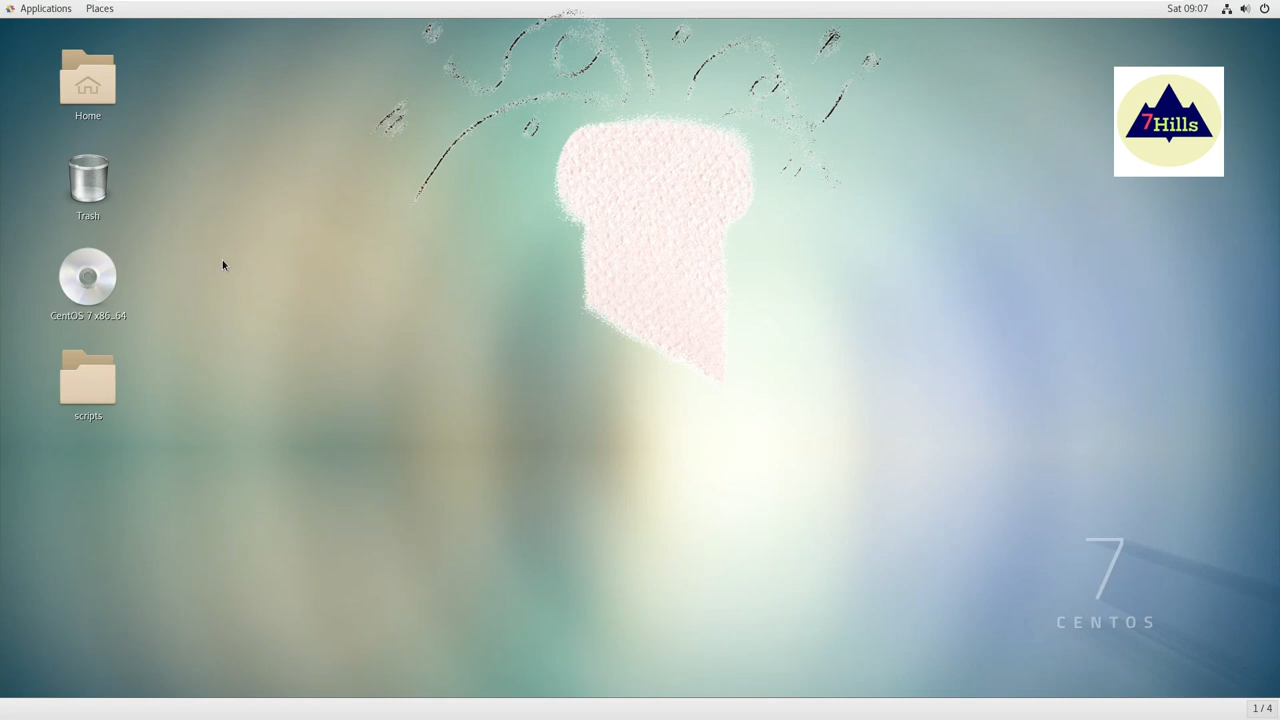 Applications Places Sat 09:07
Home
7Hills
Trash
CentOS 7 x86_64
scripts
7
CENTOS
1 / 4